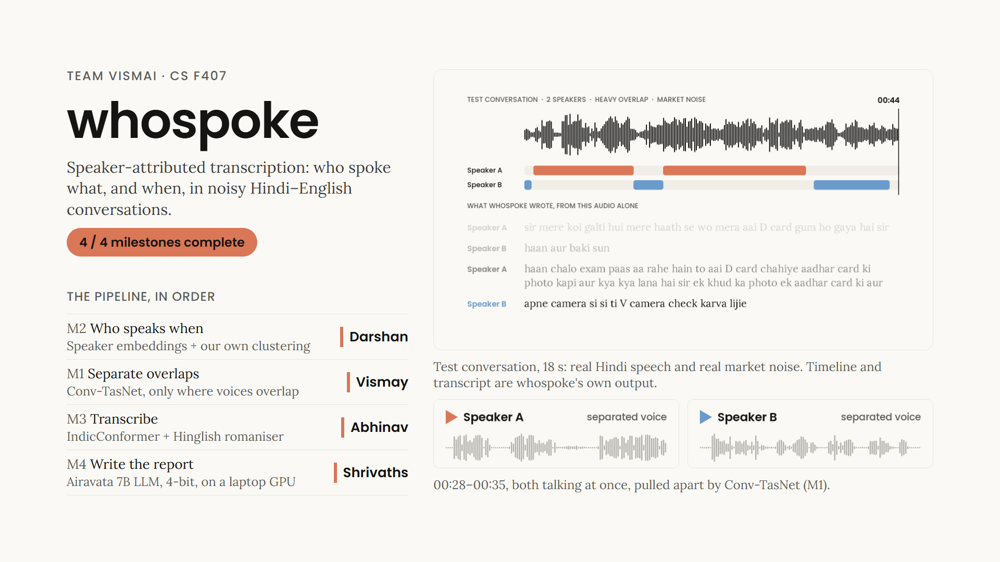 TEAM VISMAI · CS F407
whospoke
Speaker-attributed transcription: who spoke
what, and when, in noisy Hindi–English
conversations.
4 / 4 milestones complete
THE PIPELINE, IN ORDER
M2 Who speaks when
Speaker embeddings + our own clustering
Darshan
M1 Separate overlaps
Conv-TasNet, only where voices overlap
Vismay
M3 Transcribe
IndicConformer + Hinglish romaniser
Abhinav
M4 Write the report
Airavata 7B LLM, 4-bit, on a laptop GPU
Shrivaths
TEST CONVERSATION · 2 SPEAKERS · HEAVY OVERLAP · MARKET NOISE
00:44
Speaker A
Speaker B
WHAT WHOSPOKE WROTE, FROM THIS AUDIO ALONE
Speaker A sir mere koi galti hui mere haath se wo mera aai D card gum ho gaya hai sir
Speaker B haan aur baki sun
Speaker A haan chalo exam paas aa rahe hain to aai D card chahiye aadhar card ki
photo kapi aur kya kya lana hai sir ek khud ka photo ek aadhar card ki aur
Speaker B apne camera si si ti V camera check karva lijie
Test conversation, 18 s: real Hindi speech and real market noise. Timeline and
transcript are whospoke's own output.
Speaker A separated voice
Speaker B separated voice
00:28–00:35, both talking at once, pulled apart by Conv-TasNet (M1).